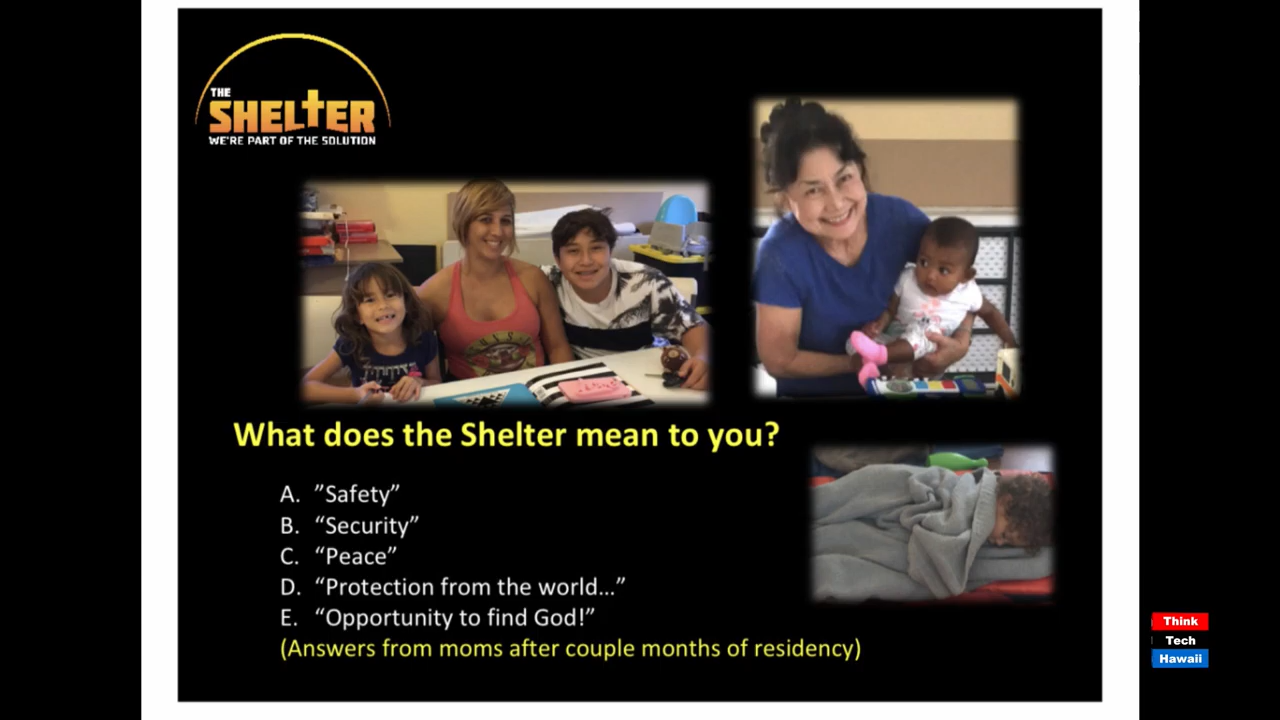 THE
SHELTER
WE'RE PART OF THE SOLUTION
What does the Shelter mean to you?
A. ”Safety”
B. “Security”
C. “Peace”
D. “Protection from the world…”
E. “Opportunity to find God!”
(Answers from moms after couple months of residency)
Think
Tech
Hawaii